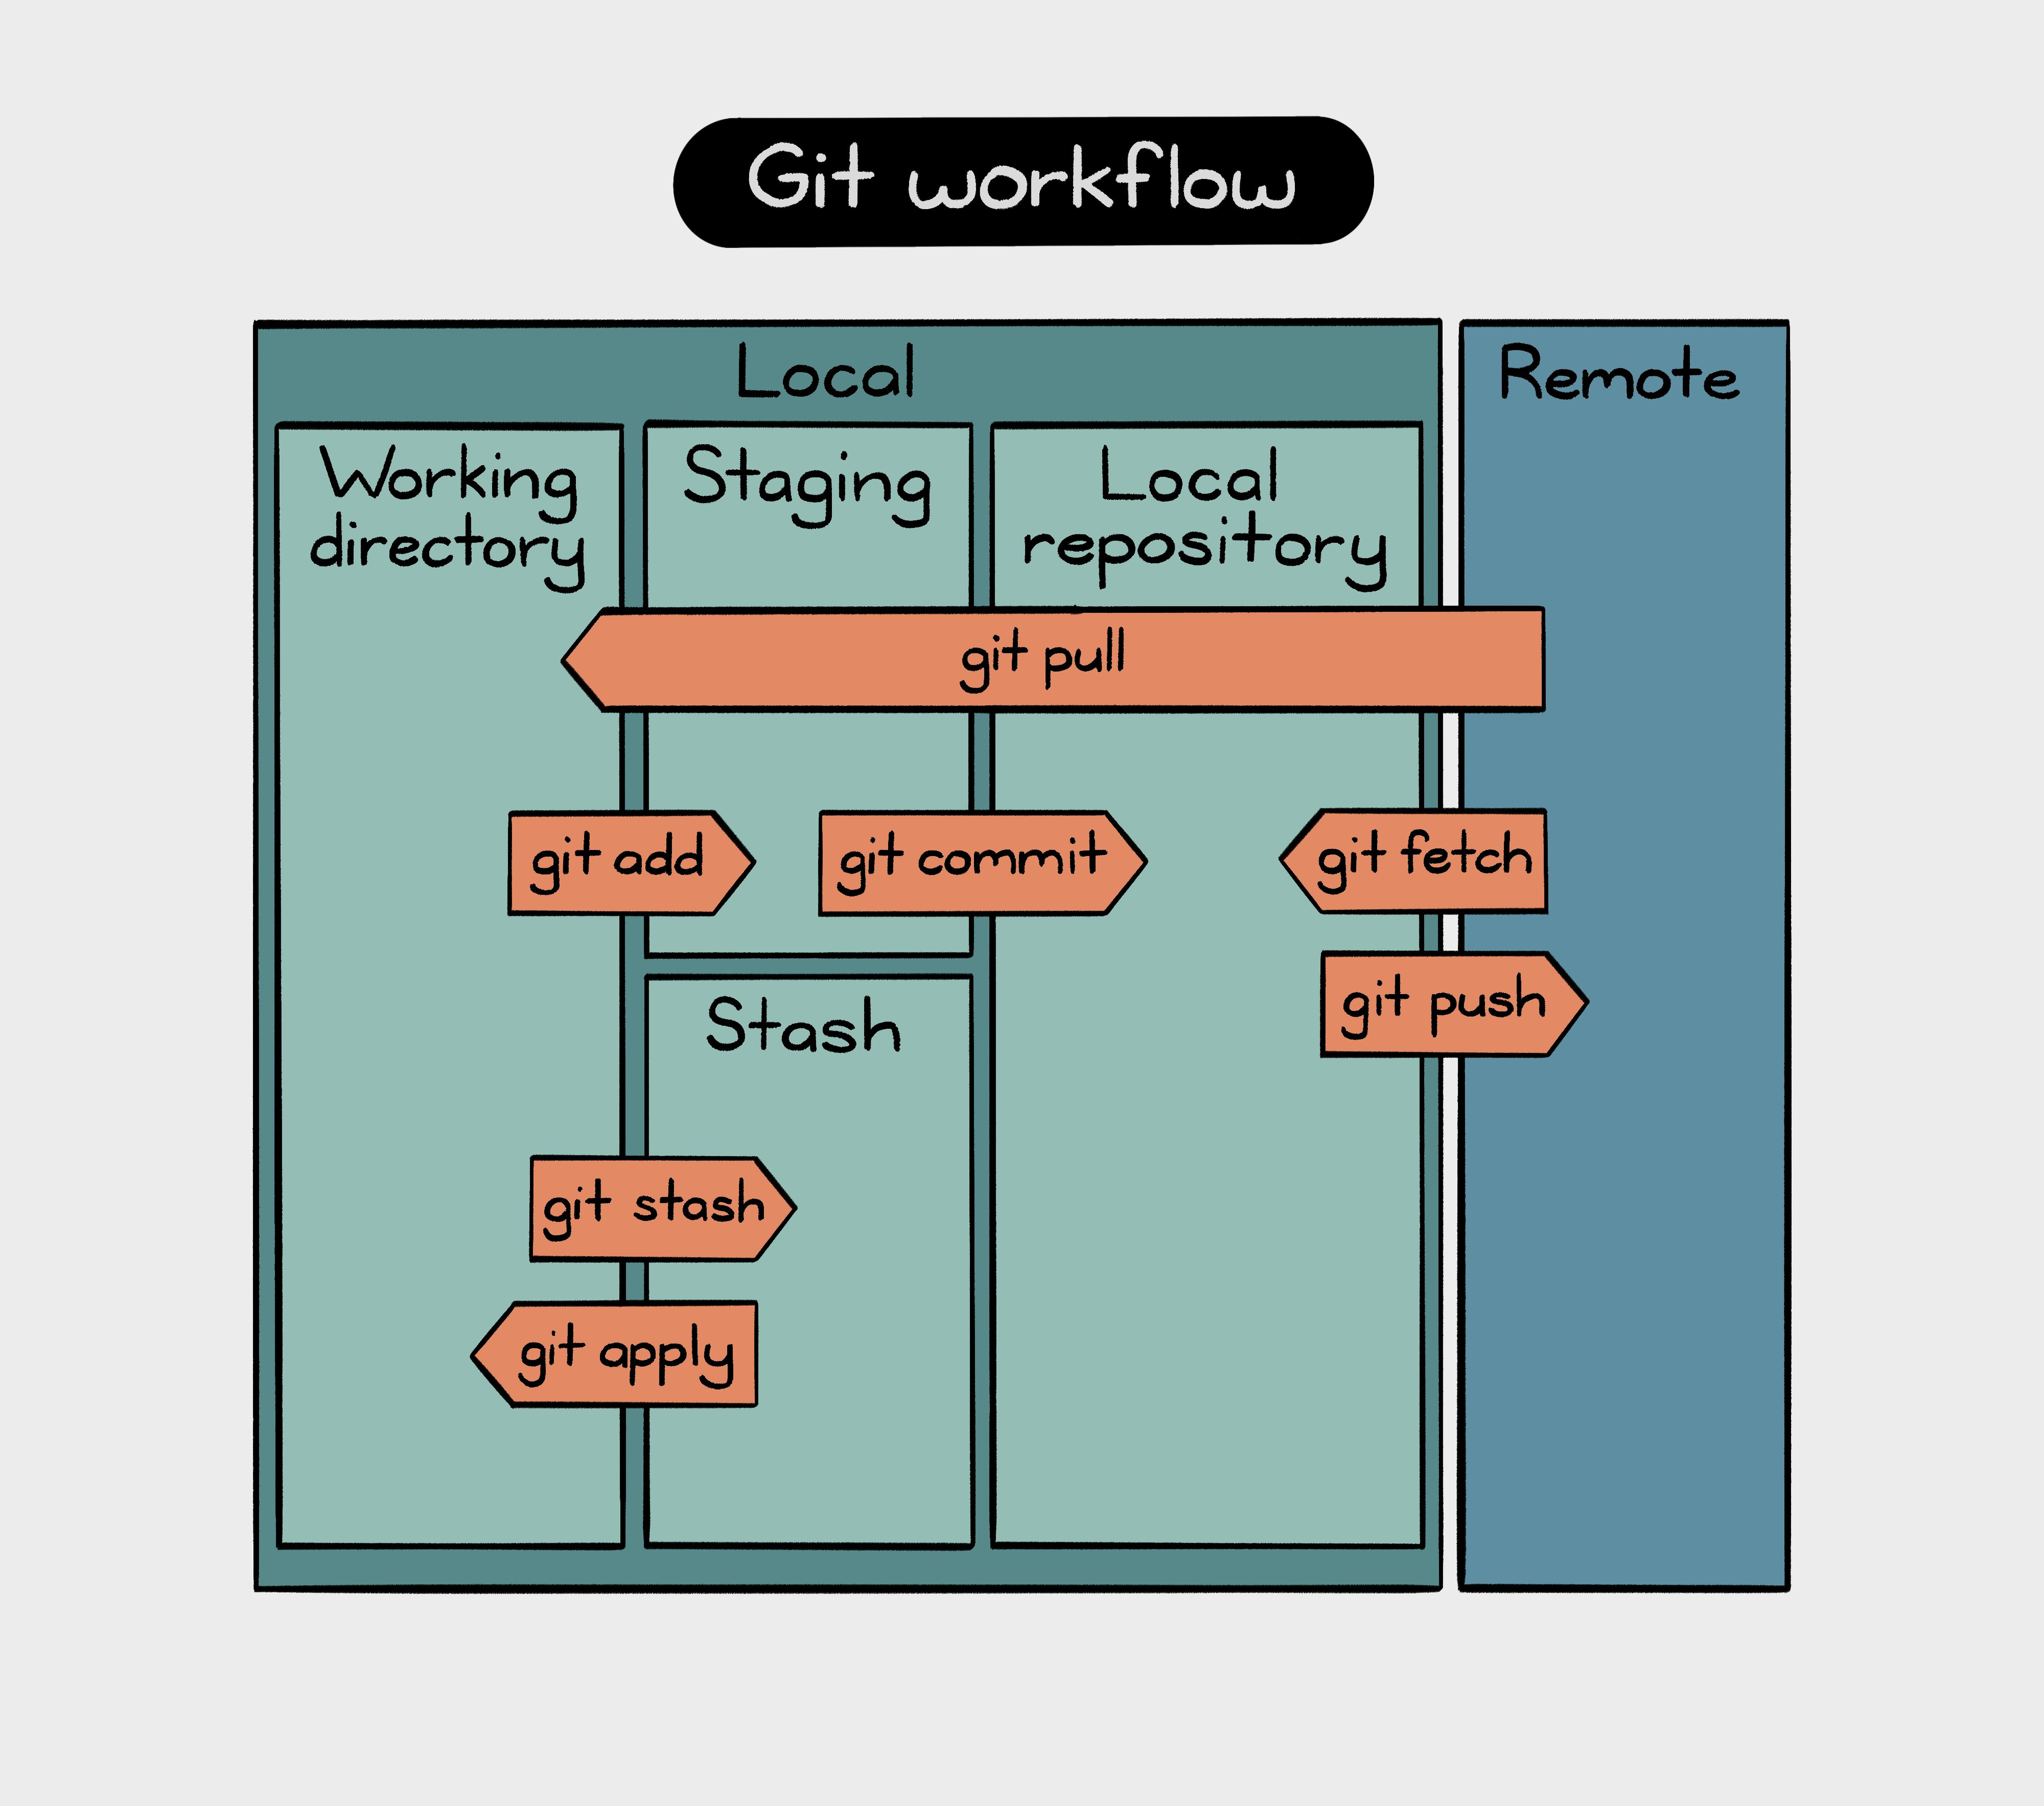 Git workflow
Local
Remote
Working
directory
Staging
Local
repository
git pull
git add
git commit
git fetch
git push
Stash
git stash
git apply